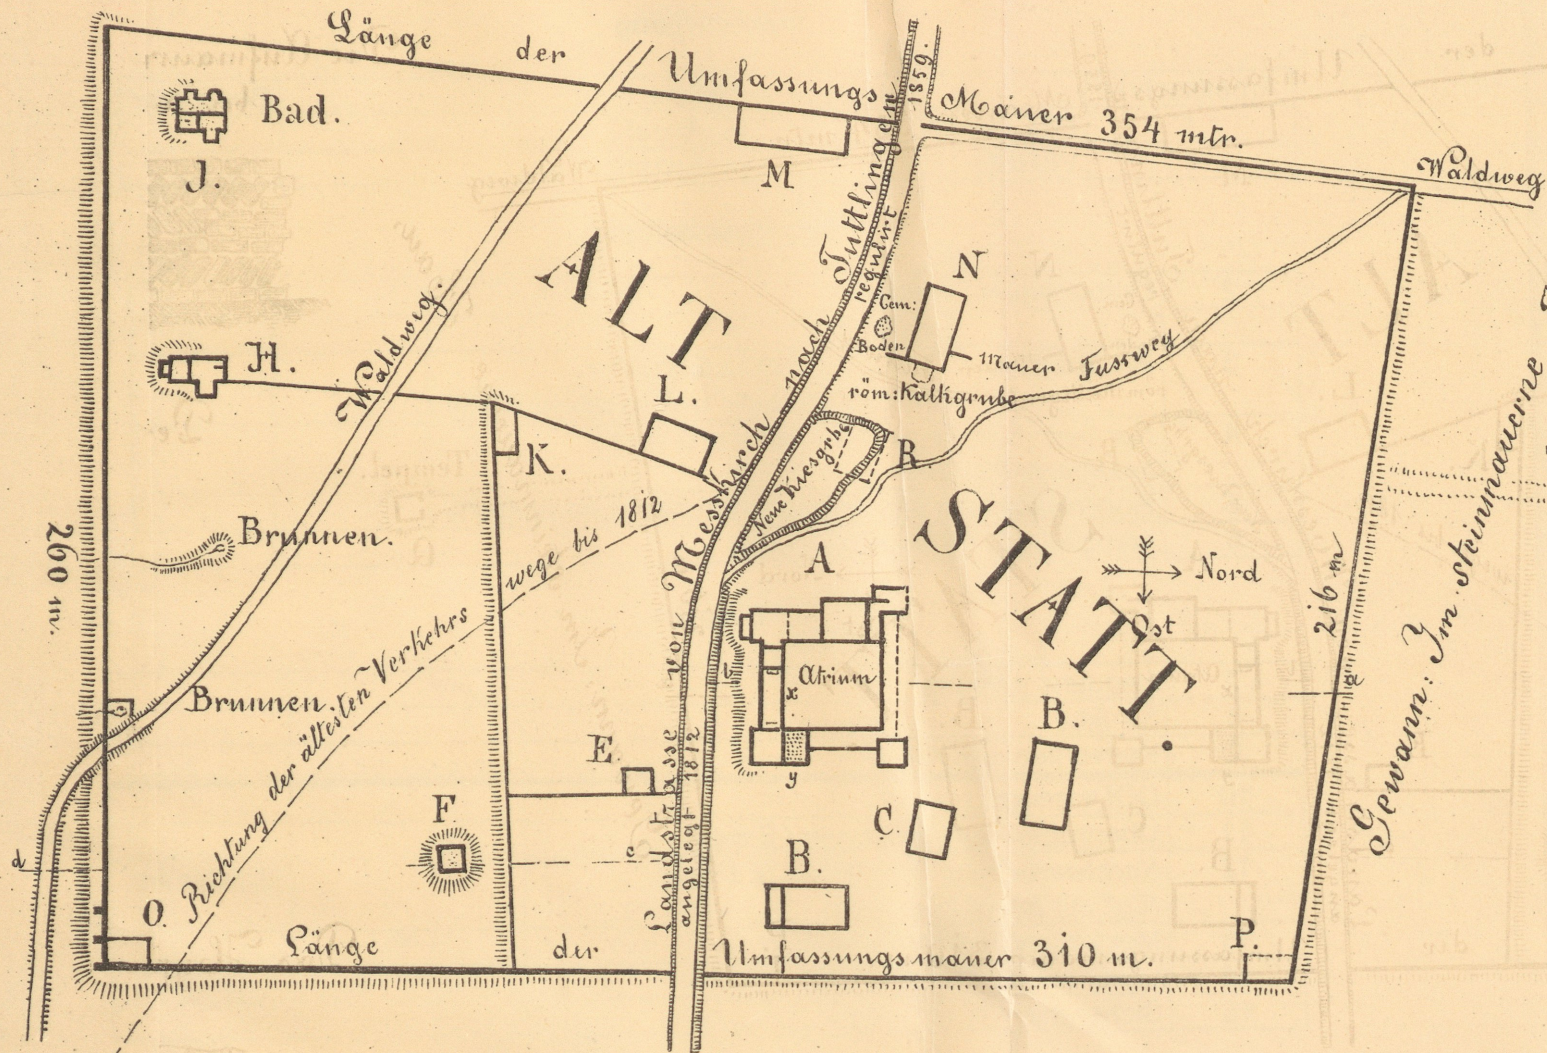 Länge der Umfassungs Mauer 354 mtr.
Waldweg
Bad.
J.
M
ALT
STATT.
Landstrasse von Messkirch nach Tuttlingen
angelegt 1812
regulirt 1859.
Waldweg.
H.
L.
K.
N
Cem:
Boden
Mauer
röm: Kalkgrube
Fussweg
Neue Kiesgrbe
R
Brunnen.
260 m.
Richtung der ältesten Verkehrs wege bis 1812
A
Atrium
x
y
b
Nord
Ost
216 m
a
Gewann: Im steinmauerne
Brunnen.
E.
B.
F
c
C.
B.
d
O.
P.
Länge der Umfassungsmauer 310 m.